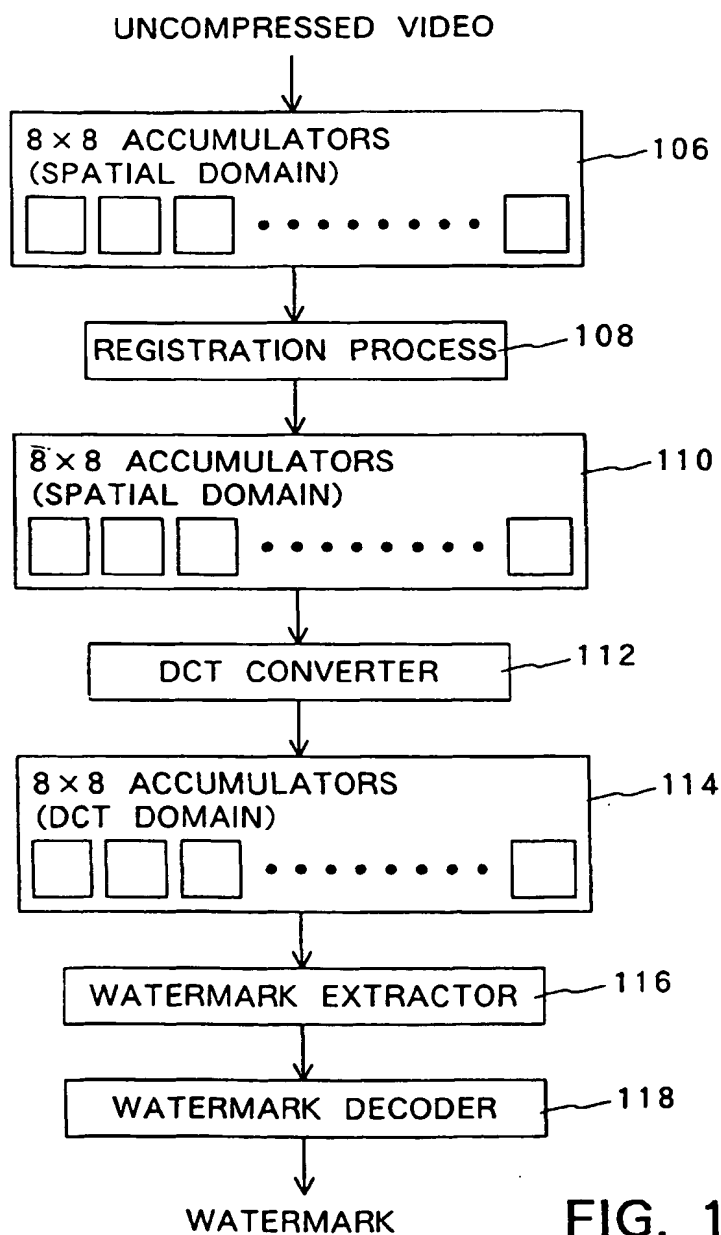 UNCOMPRESSED VIDEO
8 × 8 ACCUMULATORS
(SPATIAL DOMAIN)
106
REGISTRATION PROCESS
108
8 × 8 ACCUMULATORS
(SPATIAL DOMAIN)
110
DCT CONVERTER
112
8 × 8 ACCUMULATORS
(DCT DOMAIN)
114
WATERMARK EXTRACTOR
116
WATERMARK DECODER
118
WATERMARK
FIG. 1